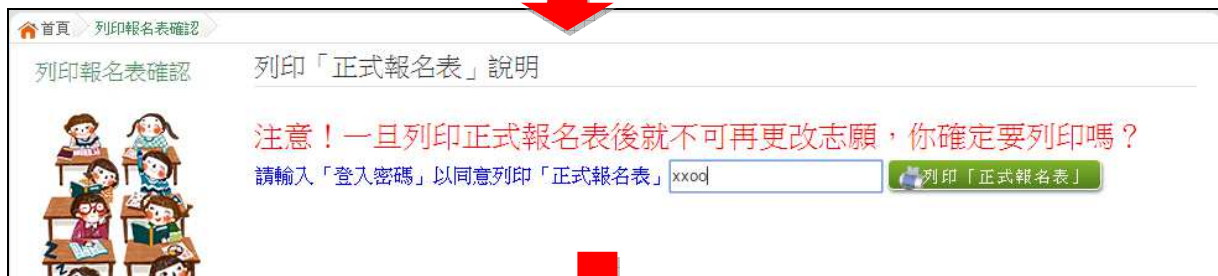 首頁 列印報名表確認
列印報名表確認
列印「正式報名表」說明
注意！一旦列印正式報名表後就不可再更改志願，你確定要列印嗎？
請輸入「登入密碼」以同意列印「正式報名表」 xxoo 列印「正式報名表」
z
z